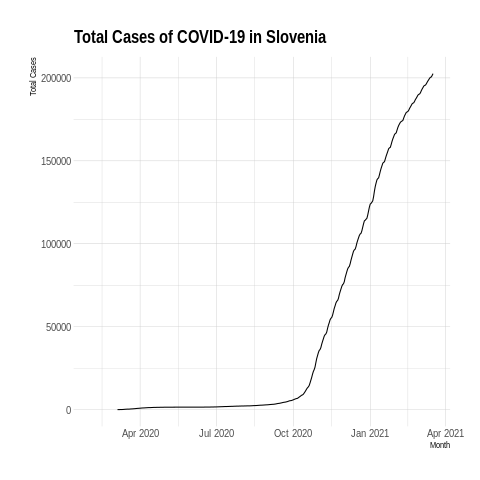 Total Cases of COVID-19 in Slovenia
Total Cases
200000
150000
100000
50000
0
Apr 2020 Jul 2020 Oct 2020 Jan 2021 Apr 2021
Month